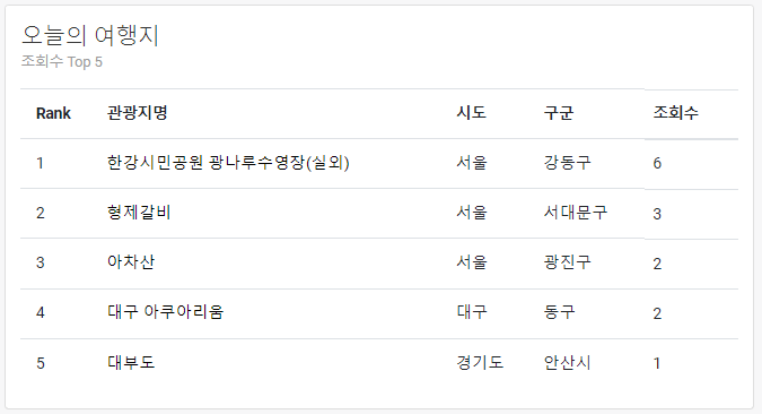 오늘의 여행지
조회수 Top 5
Rank 관광지명 시도 구군 조회수
1 한강시민공원 광나루수영장(실외) 서울 강동구 6
2 형제갈비 서울 서대문구 3
3 아차산 서울 광진구 2
4 대구 아쿠아리움 대구 동구 2
5 대부도 경기도 안산시 1